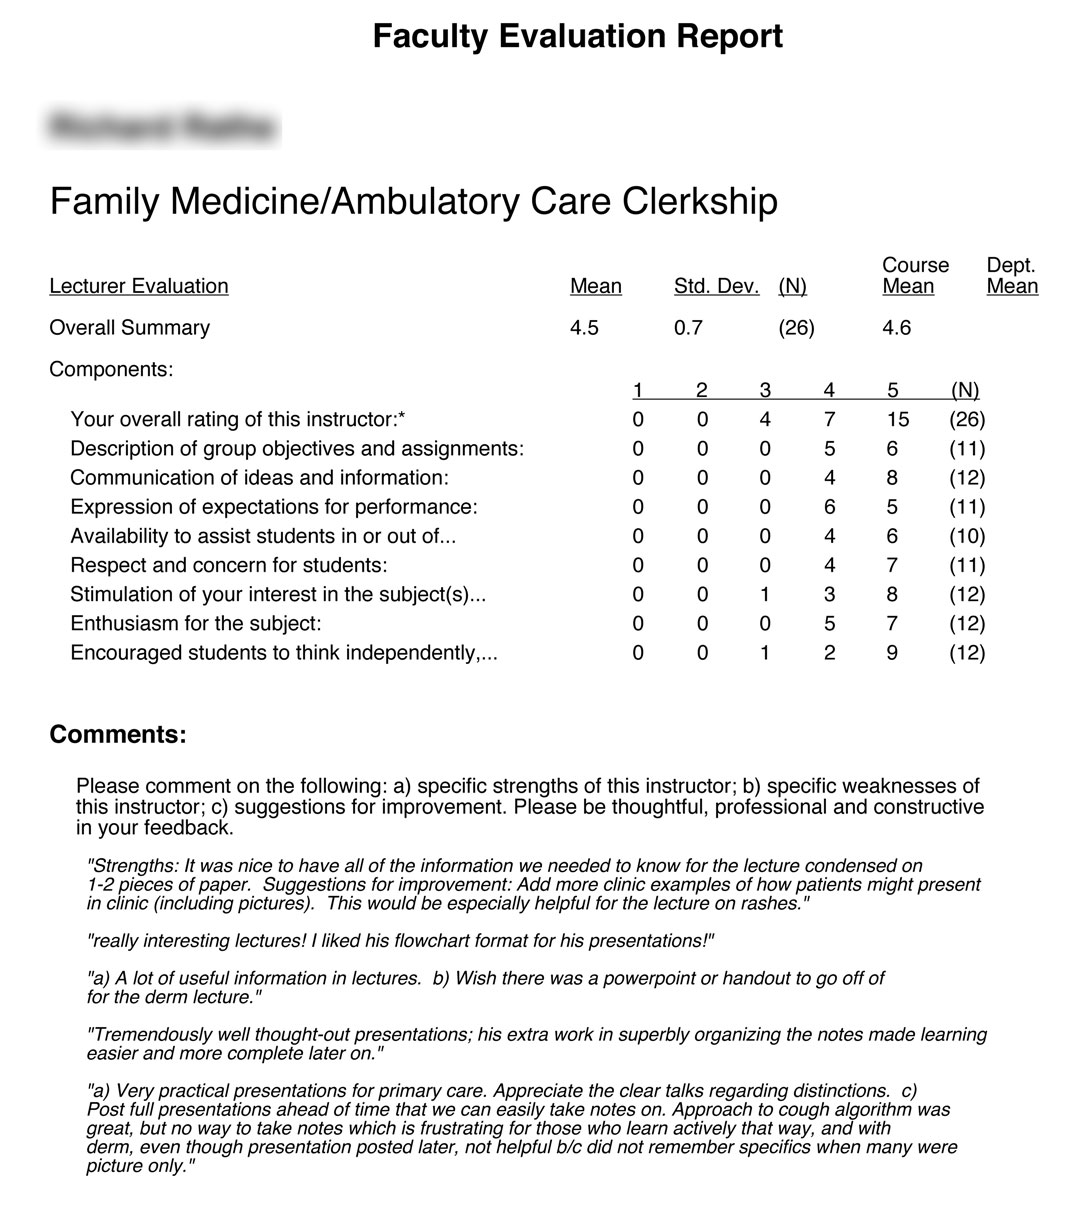 Faculty Evaluation Report
Family Medicine/Ambulatory Care Clerkship
Lecturer Evaluation Mean Std. Dev. (N) Course Mean Dept. Mean
Overall Summary 4.5 0.7 (26) 4.6
Components:
1 2 3 4 5 (N)
Your overall rating of this instructor:* 0 0 4 7 15 (26)
Description of group objectives and assignments: 0 0 0 5 6 (11)
Communication of ideas and information: 0 0 0 4 8 (12)
Expression of expectations for performance: 0 0 0 6 5 (11)
Availability to assist students in or out of... 0 0 0 4 6 (10)
Respect and concern for students: 0 0 0 4 7 (11)
Stimulation of your interest in the subject(s)... 0 0 1 3 8 (12)
Enthusiasm for the subject: 0 0 0 5 7 (12)
Encouraged students to think independently,... 0 0 1 2 9 (12)
Comments:
Please comment on the following: a) specific strengths of this instructor; b) specific weaknesses of
this instructor; c) suggestions for improvement. Please be thoughtful, professional and constructive
in your feedback.
"Strengths: It was nice to have all of the information we needed to know for the lecture condensed on
1-2 pieces of paper.  Suggestions for improvement: Add more clinic examples of how patients might present
in clinic (including pictures).  This would be especially helpful for the lecture on rashes."
"really interesting lectures! I liked his flowchart format for his presentations!"
"a) A lot of useful information in lectures.  b) Wish there was a powerpoint or handout to go off of
for the derm lecture."
"Tremendously well thought-out presentations; his extra work in superbly organizing the notes made learning
easier and more complete later on."
"a) Very practical presentations for primary care. Appreciate the clear talks regarding distinctions.  c)
Post full presentations ahead of time that we can easily take notes on. Approach to cough algorithm was
great, but no way to take notes which is frustrating for those who learn actively that way, and with
derm, even though presentation posted later, not helpful b/c did not remember specifics when many were
picture only."